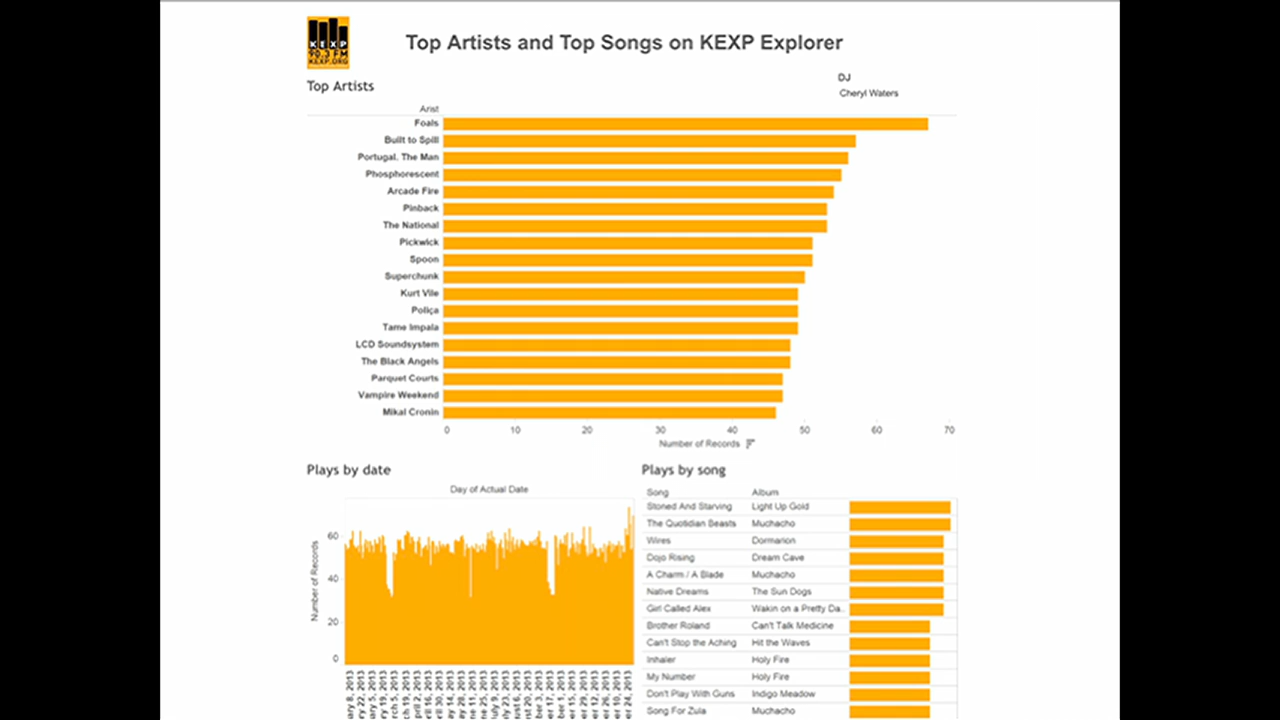 KEXP
90.3 FM
KEXP.ORG
Top Artists and Top Songs on KEXP Explorer
DJ
Cheryl Waters
Top Artists
Arist
Foals
Built to Spill
Portugal. The Man
Phosphorescent
Arcade Fire
Pinback
The National
Pickwick
Spoon
Superchunk
Kurt Vile
Poliça
Tame Impala
LCD Soundsystem
The Black Angels
Parquet Courts
Vampire Weekend
Mikal Cronin
0 10 20 30 40 50 60 70
Number of Records
Plays by date
Day of Actual Date
Number of Records
60
40
20
0
Plays by song
Song Album
Stoned And Starving Light Up Gold
The Quotidian Beasts Muchacho
Wires Dormarion
Dojo Rising Dream Cave
A Charm / A Blade Muchacho
Native Dreams The Sun Dogs
Girl Called Alex Wakin on a Pretty Da..
Brother Roland Can't Talk Medicine
Can't Stop the Aching Hit the Waves
Inhaler Holy Fire
My Number Holy Fire
Don't Play With Guns Indigo Meadow
Song For Zula Muchacho